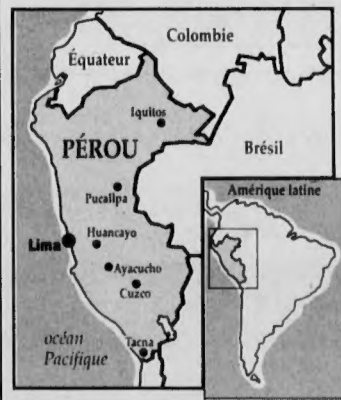 Colombie
Équateur
Iquitos
PÉROU
Brésil
Pucallpa
Amérique latine
Huancayo
Lima
Ayacucho
Cuzco
océan
Pacifique
Tacna